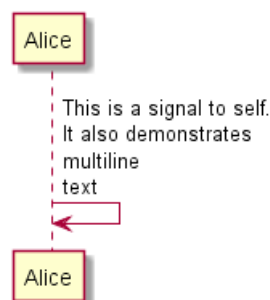 Alice
This is a signal to self.
It also demonstrates
multiline
text
Alice